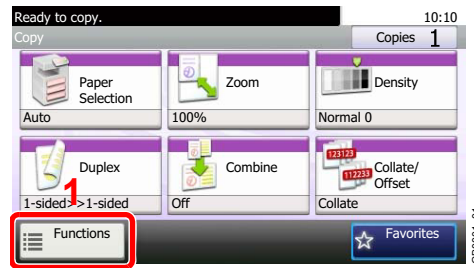 Ready to copy.
10:10
Copy
Copies 1
Paper
Selection
Auto
Zoom
100%
Density
Normal 0
Duplex
1-sided>>1-sided
Combine
Off
123123
112233
Collate/
Offset
Collate
1
Functions
Favorites